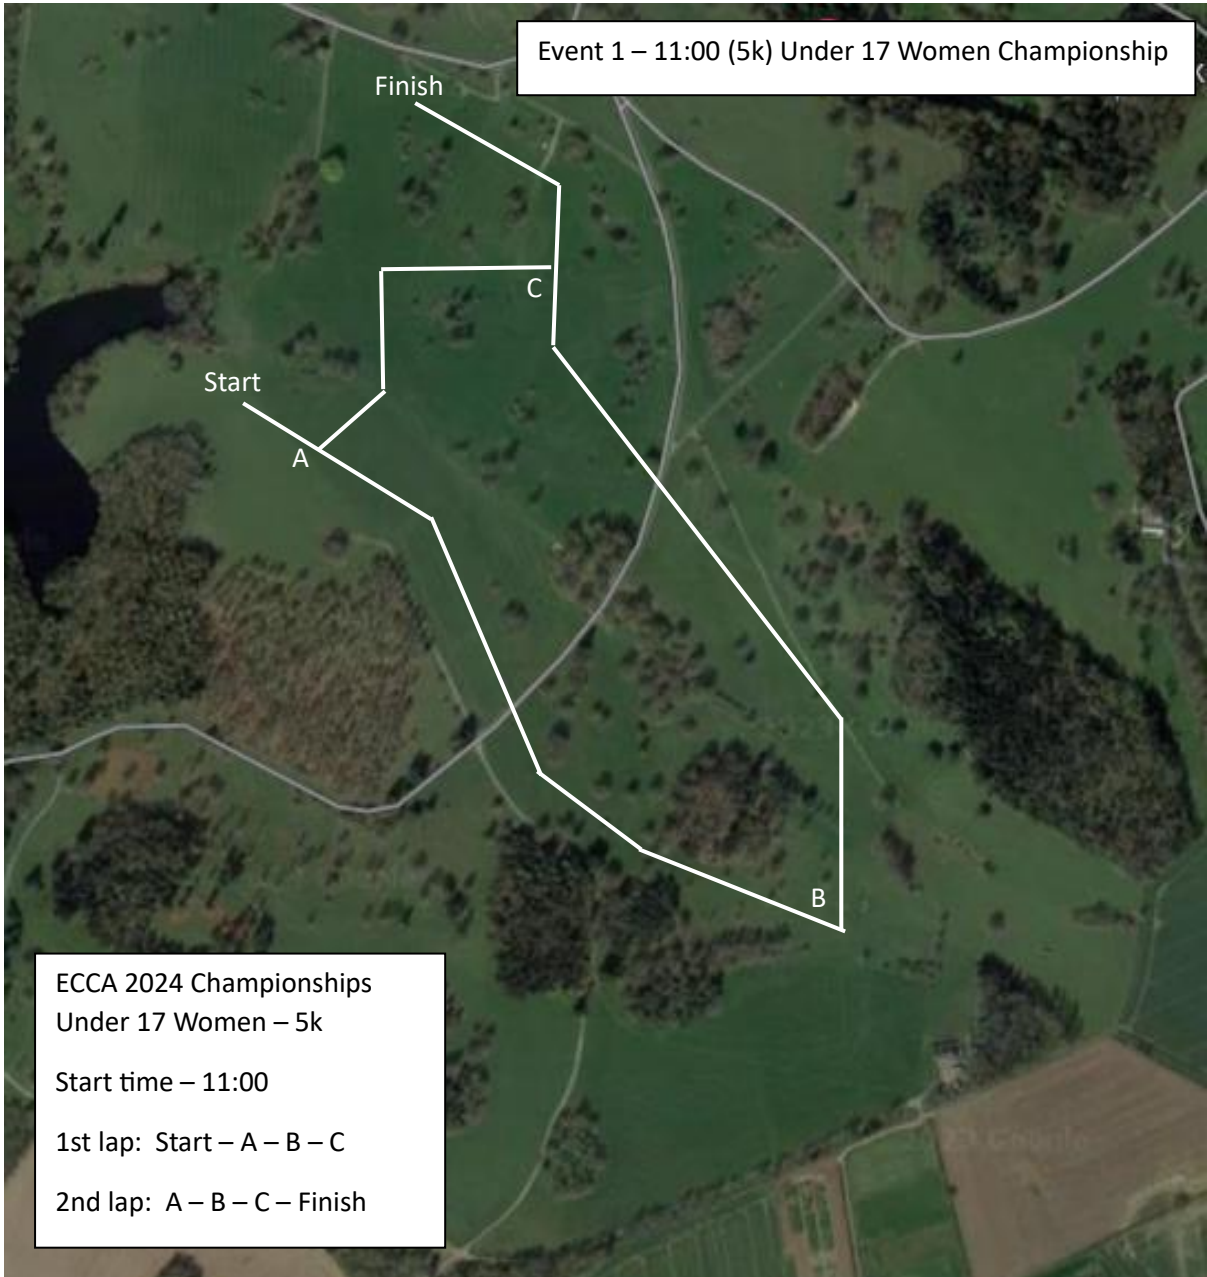 Event 1 – 11:00 (5k) Under 17 Women Championship
Finish
C
Start
A
B
ECCA 2024 Championships
Under 17 Women – 5k
Start time – 11:00
1st lap: Start – A – B – C
2nd lap: A – B – C – Finish